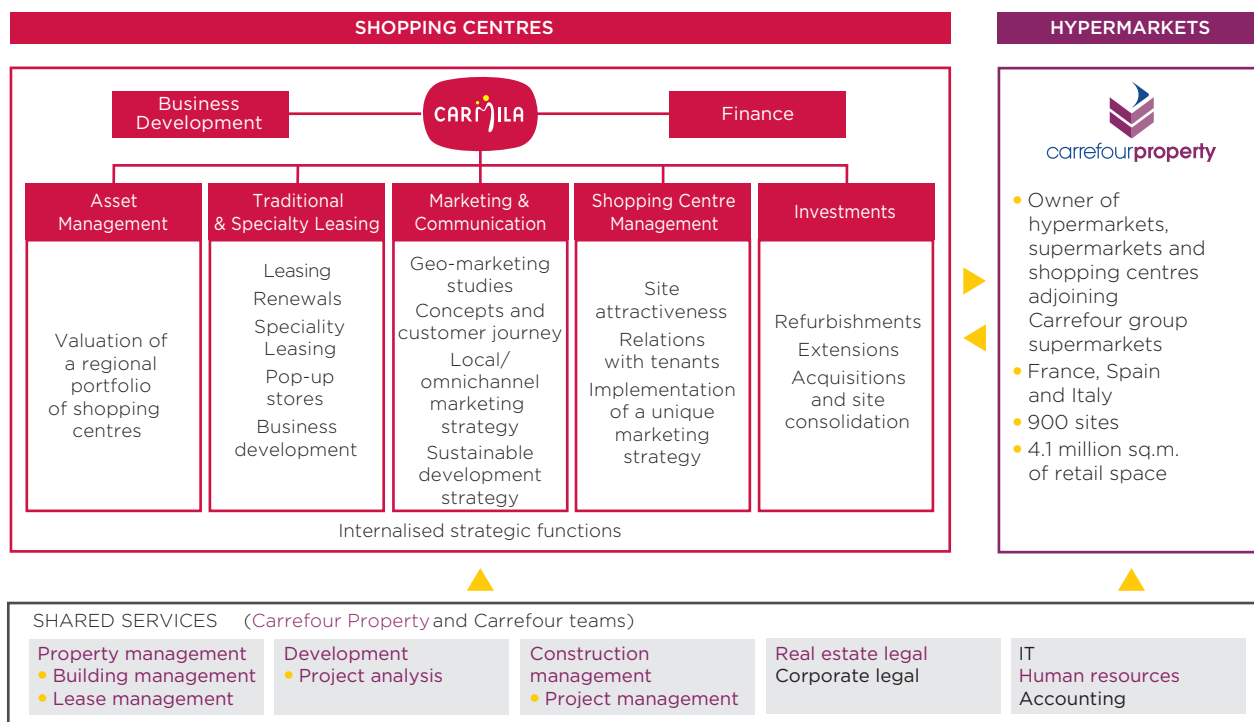 SHOPPING CENTRES
HYPERMARKETS
Business
Development
CARMILA
Finance
Asset
Management
Valuation of
a regional
portfolio
of shopping
centres
Traditional
& Specialty Leasing
Leasing
Renewals
Speciality
Leasing
Pop-up
stores
Business
development
Marketing &
Communication
Geo-marketing
studies
Concepts and
customer journey
Local/
omnichannel
marketing
strategy
Sustainable
development
strategy
Shopping Centre
Management
Site
attractiveness
Relations
with tenants
Implementation
of a unique
marketing
strategy
Investments
Refurbishments
Extensions
Acquisitions
and site
consolidation
Internalised strategic functions
carrefourproperty
• Owner of
hypermarkets,
supermarkets and
shopping centres
adjoining
Carrefour group
supermarkets
• France, Spain
and Italy
• 900 sites
• 4.1 million sq.m.
of retail space
SHARED SERVICES (Carrefour Property and Carrefour teams)
Property management
• Building management
• Lease management
Development
• Project analysis
Construction
management
• Project management
Real estate legal
Corporate legal
IT
Human resources
Accounting